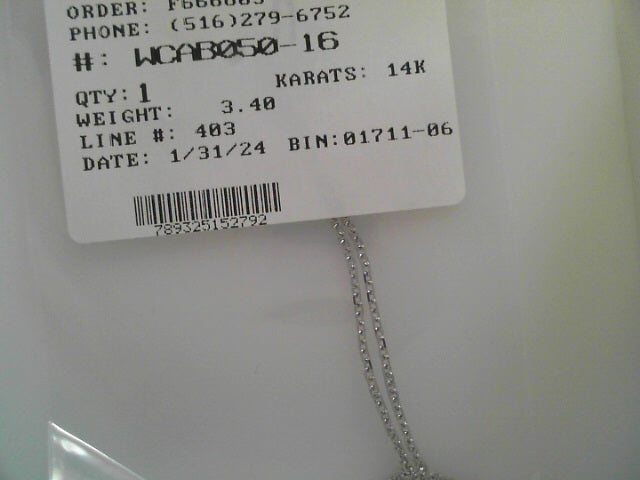 ORDER:
PHONE: (516)279-6752
#: WCAB050-16
QTY: 1 KARATS: 14K
WEIGHT: 3.40
LINE #: 403
DATE: 1/31/24 BIN:01711-06
789325152792